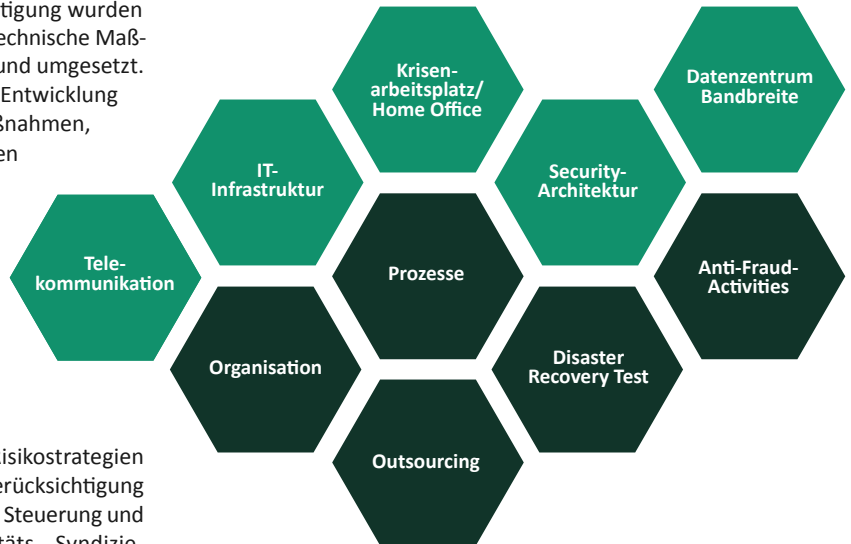 tigung wurden
echnische Maß-
und umgesetzt.
Entwicklung
ßnahmen,
en
Krisen-
arbeitsplatz/
Home Office
Datenzentrum
Bandbreite
IT-
Infrastruktur
Security-
Architektur
Tele-
kommunikation
Prozesse
Anti-Fraud-
Activities
Organisation
Disaster
Recovery Test
Outsourcing
isikostrategien
erücksichtigung
Steuerung und